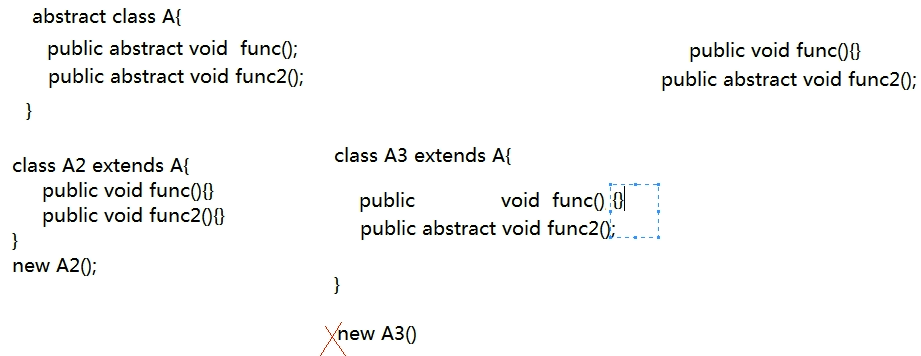 abstract class A{
public abstract void func();
public abstract void func2();
}
public void func(){}
public abstract void func2();
class A2 extends A{
public void func(){}
public void func2(){}
}
new A2();
class A3 extends A{
public void func() {}
public abstract void func2();
}
new A3()